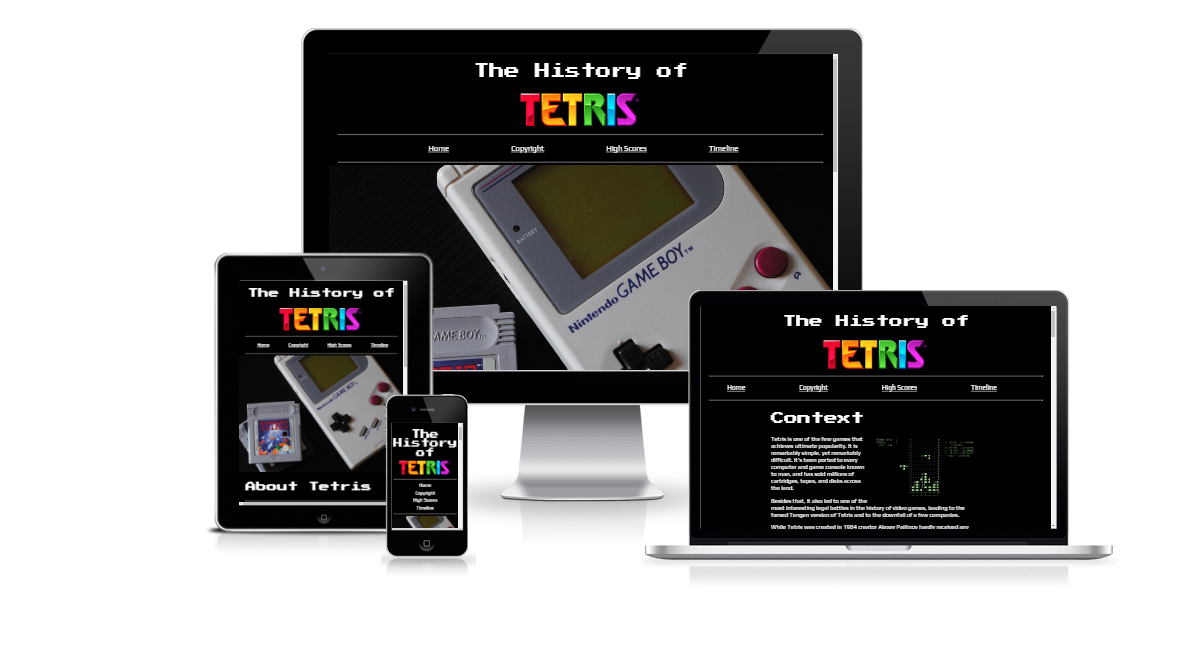 The History of
TETRIS
Home Copyright High Scores Timeline
BATTERY
Nintendo GAME BOY™
GAME BOY
The History of
TETRIS
Home Copyright High Scores Timeline
GAME BOY
TETRIS
About Tetris
The
History
of
TETRIS
Home
Copyright
High Scores
Timeline
The History of
TETRIS
Home Copyright High Scores Timeline
Context
Tetris is one of the few games that
achieves ultimate popularity. It is
remarkably simple, yet remarkably
difficult. It's been ported to every
computer and game console known
to man, and has sold millions of
cartridges, tapes, and disks across
the land.
Besides that, it also led to one of the
most interesting legal battles in the history of video games, leading to the
famed Tengen version of Tetris and to the downfall of a few companies.
While Tetris was created in 1984 creator Alexey Pajitnov hardly received any